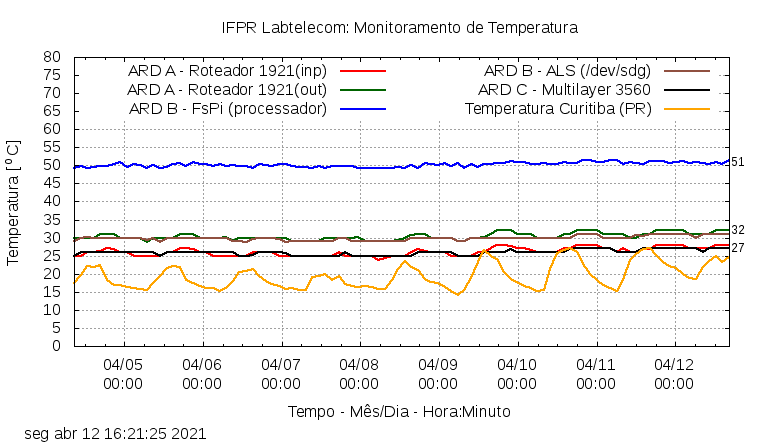 IFPR Labtelecom: Monitoramento de Temperatura
Temperatura [ºC]
80
75
70
65
60
55
50
45
40
35
30
25
20
15
10
5
0
ARD A - Roteador 1921(inp)
ARD A - Roteador 1921(out)
ARD B - FsPi (processador)
ARD B - ALS (/dev/sdg)
ARD C - Multilayer 3560
Temperatura Curitiba (PR)
51
32
27
04/05 04/06 04/07 04/08 04/09 04/10 04/11 04/12
00:00 00:00 00:00 00:00 00:00 00:00 00:00 00:00
Tempo - Mês/Dia - Hora:Minuto
seg abr 12 16:21:25 2021